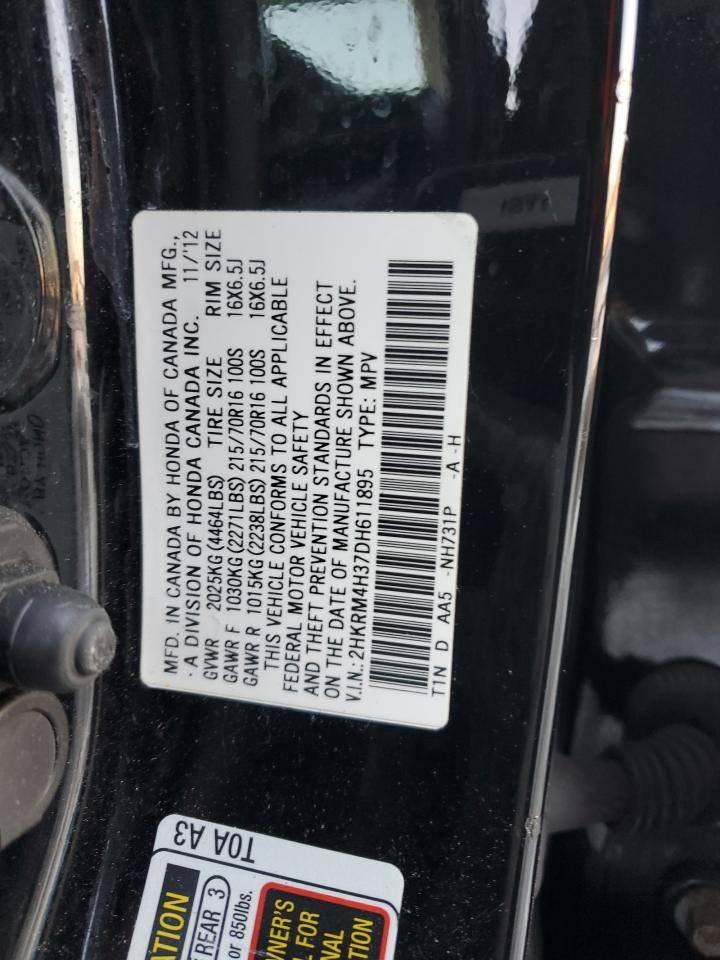 MFD. IN CANADA BY HONDA OF CANADA MFG.,
- A DIVISION OF HONDA CANADA INC. 11/'12
GVWR 2025KG(4464LBS) TIRE SIZE RIM SIZE
GAWR F 1030KG(2271LBS)215/70R16 100S 16X6.5J
GAWR R 1015KG(2238LBS)215/70R16 100S 16X6.5J
THIS VEHICLE CONFORMS TO ALL APPLICABLE
FEDERAL MOTOR VEHICLE SAFETY
AND THEFT PREVENTION STANDARDS IN EFFECT
ON THE DATE OF MANUFACTURE SHOWN ABOVE.
V.I.N.: 2HKRM4H37DH611895 TYPE: MPV
T1N D AA5 -NH731P -A -H
T0A A3
REAR 3
or 850lbs.